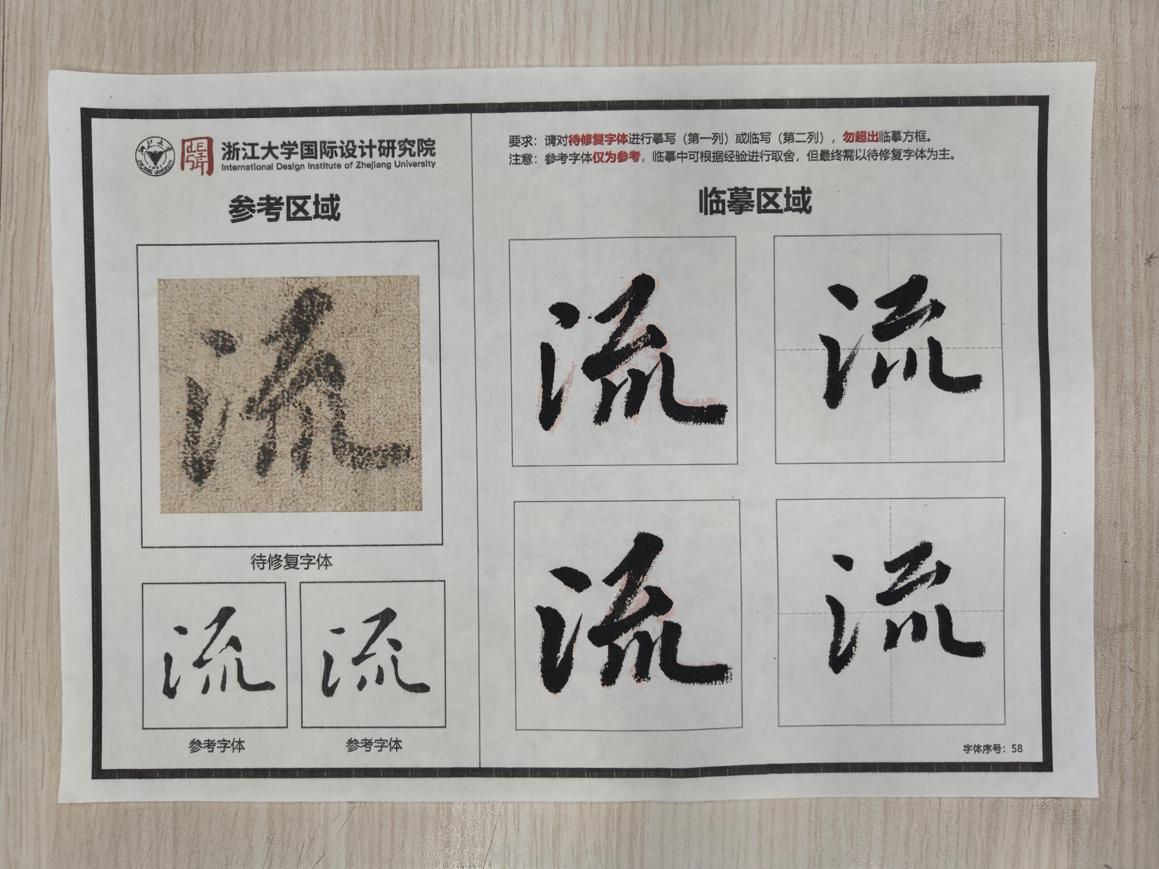 浙江大学国际设计研究院
International Design Institute of Zhejiang University
参考区域
流
待修复字体
流 流
参考字体 参考字体
要求：请对待修复字体进行摹写（第一列）或临写（第二列），勿超出临摹方框。
注意：参考字体仅为参考，临摹中可根据经验进行取舍，但最终需以待修复字体为主。
临摹区域
流 流
流 流
字体序号：58